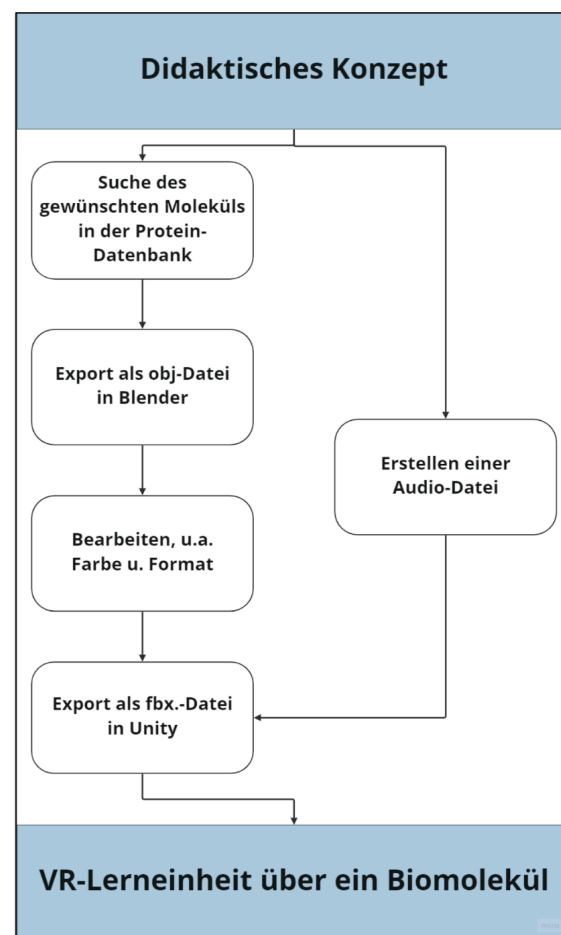 Didaktisches Konzept
Suche des
gewünschten Moleküls
in der Protein-
Datenbank
Export als obj-Datei
in Blender
Bearbeiten, u.a.
Farbe u. Format
Erstellen einer
Audio-Datei
Export als fbx.-Datei
in Unity
VR-Lerneinheit über ein Biomolekül
miro